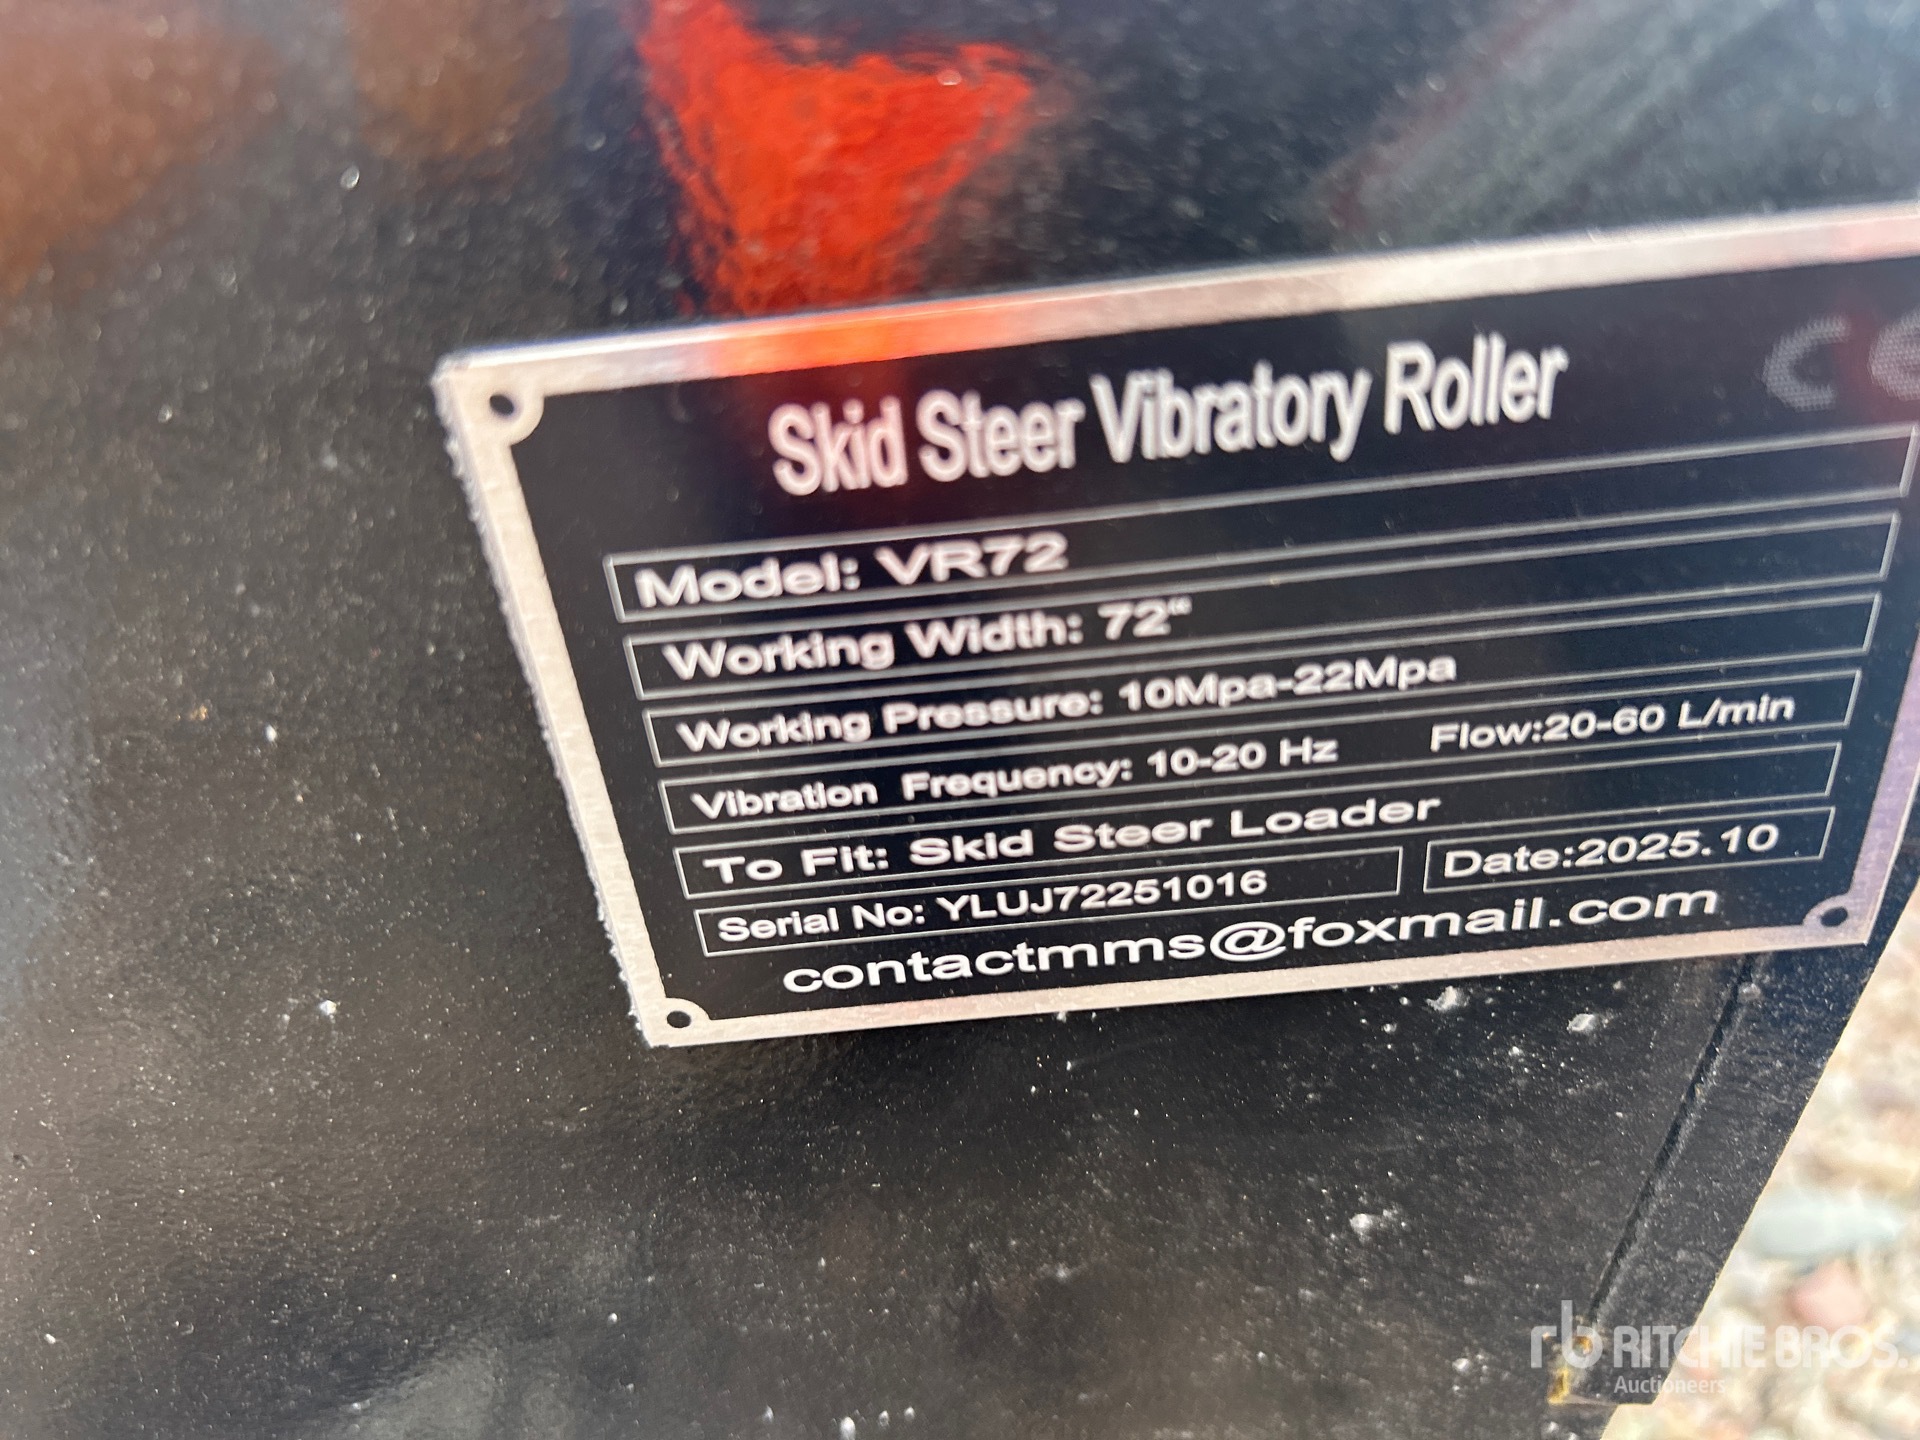 CE
Skid Steer Vibratory Roller
Model: VR72
Working Width: 72“
Working Pressure: 10Mpa-22Mpa
Vibration Frequency: 10-20 Hz Flow:20-60 L/min
To Fit: Skid Steer Loader
Serial No: YLUJ72251016 Date:2025.10
contactmms@foxmail.com
rb RITCHIE BROS.
Auctioneers